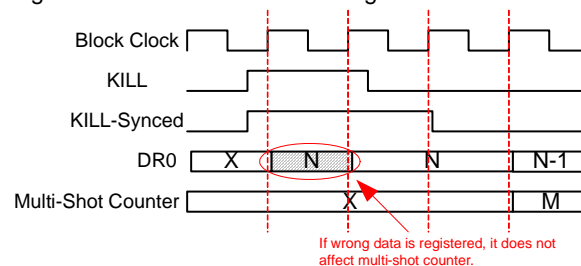 Block Clock
KILL
KILL-Synced
DR0 X N N N-1
Multi-Shot Counter X M
If wrong data is registered, it does not
affect multi-shot counter.